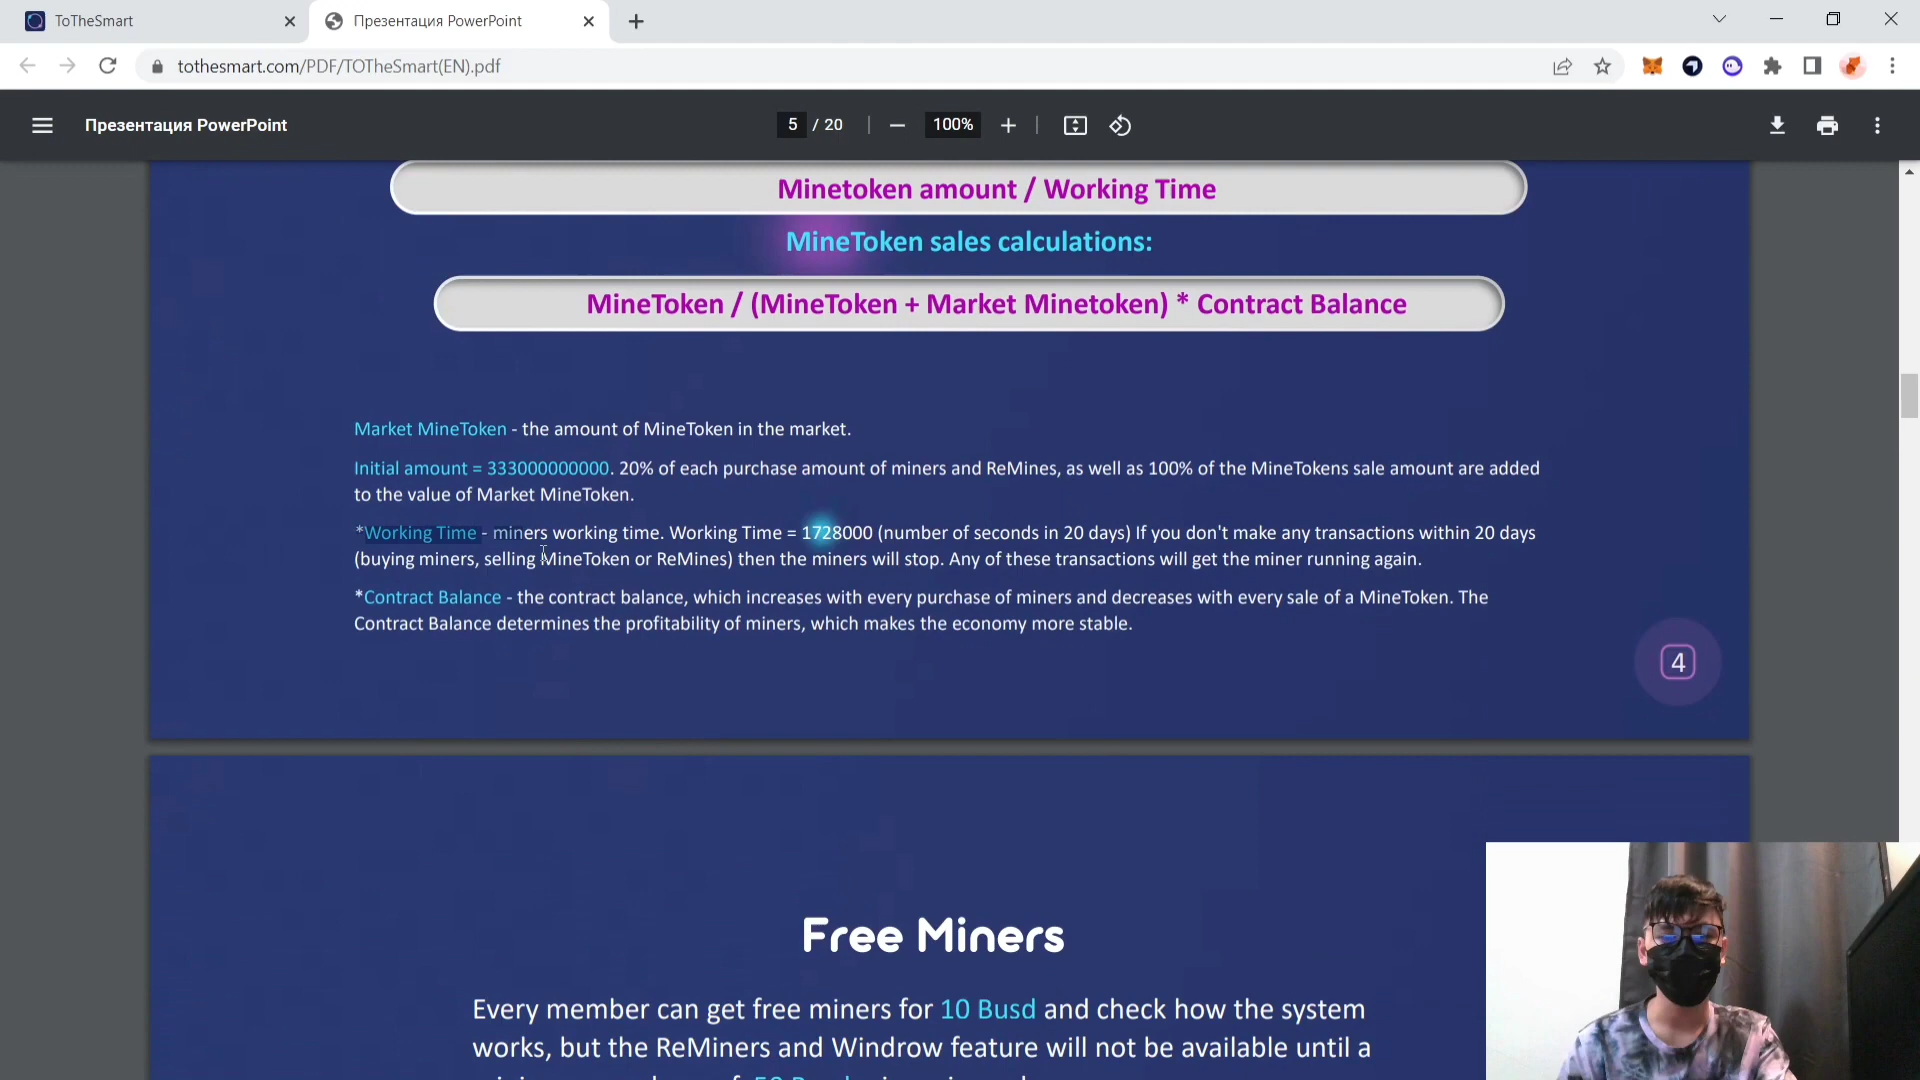 ToTheSmart
Презентация PowerPoint
tothesmart.com/PDF/TOTheSmart(EN).pdf
Презентация PowerPoint
5 / 20
100%
Minetoken amount / Working Time
MineToken sales calculations:
MineToken / (MineToken + Market Minetoken) * Contract Balance
Market MineToken - the amount of MineToken in the market.
Initial amount = 333000000000. 20% of each purchase amount of miners and ReMines, as well as 100% of the MineTokens sale amount are added
to the value of Market MineToken.
*Working Time - miners working time. Working Time = 1728000 (number of seconds in 20 days) If you don't make any transactions within 20 days
(buying miners, selling MineToken or ReMines) then the miners will stop. Any of these transactions will get the miner running again.
*Contract Balance - the contract balance, which increases with every purchase of miners and decreases with every sale of a MineToken. The
Contract Balance determines the profitability of miners, which makes the economy more stable.
4
Free Miners
Every member can get free miners for 10 Busd and check how the system
works, but the ReMiners and Windrow feature will not be available until a